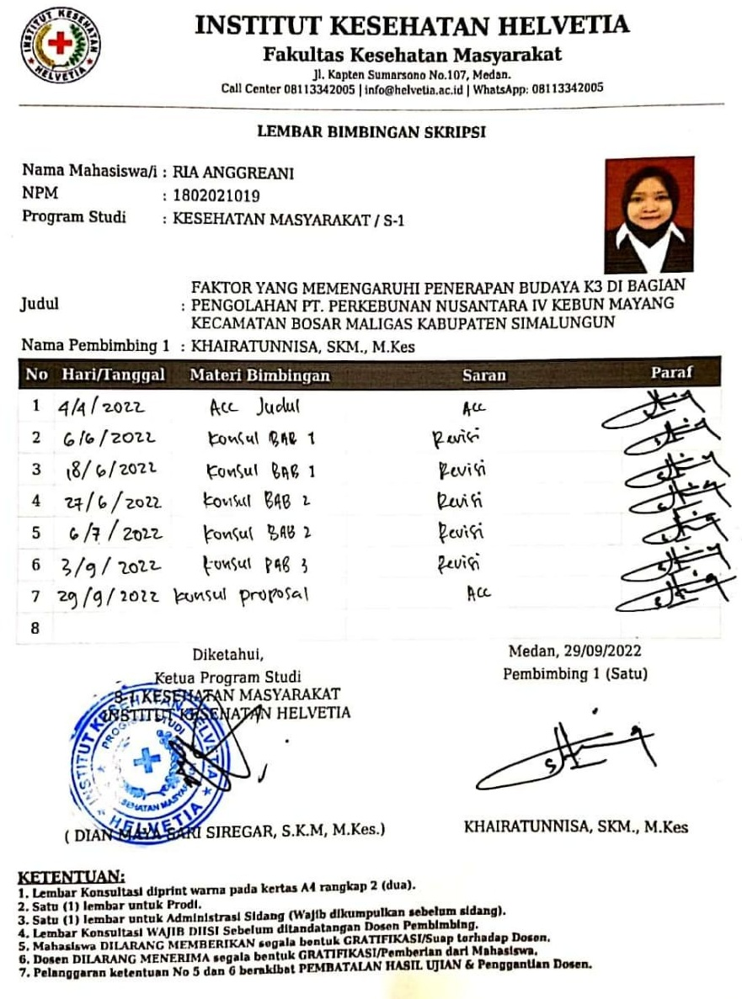 INSTITUT KESEHATAN HELVETIA
INSTITUT KESEHATAN HELVETIA
Fakultas Kesehatan Masyarakat
Jl. Kapten Sumarsono No.107, Medan.
Call Center 08113342005 | info@helvetia.ac.id | WhatsApp: 08113342005
LEMBAR BIMBINGAN SKRIPSI
Nama Mahasiswa/i : RIA ANGGREANI
NPM : 1802021019
Program Studi : KESEHATAN MASYARAKAT / S-1
FAKTOR YANG MEMENGARUHI PENERAPAN BUDAYA K3 DI BAGIAN
Judul : PENGOLAHAN PT. PERKEBUNAN NUSANTARA IV KEBUN MAYANG
KECAMATAN BOSAR MALIGAS KABUPATEN SIMALUNGUN
Nama Pembimbing 1 : KHAIRATUNNISA, SKM., M.Kes
No Hari/Tanggal Materi Bimbingan Saran Paraf
1 4/4/2022 Acc Judul Acc
2 6/6/2022 Konsul BAB 1 Revisi
3 18/6/2022 Konsul BAB 1 Revisi
4 27/6/2022 Konsul BAB 2 Revisi
5 6/7/2022 Konsul BAB 2 Revisi
6 3/9/2022 Konsul BAB 3 Revisi
7 29/9/2022 Konsul proposal Acc
8
Diketahui,
Ketua Program Studi
S-1 KESEHATAN MASYARAKAT
INSTITUT KESEHATAN HELVETIA
INSTITUT KESEHATAN HELVETIA
PROGRAM STUDI
KESEHATAN MASYARAKAT
( DIAN MAYA SARI SIREGAR, S.K.M, M.Kes.)
Medan, 29/09/2022
Pembimbing 1 (Satu)
KHAIRATUNNISA, SKM., M.Kes
KETENTUAN:
1. Lembar Konsultasi diprint warna pada kertas A4 rangkap 2 (dua).
2. Satu (1) lembar untuk Prodi.
3. Satu (1) lembar untuk Administrasi Sidang (Wajib dikumpulkan sebelum sidang).
4. Lembar Konsultasi WAJIB DIISI Sebelum ditandatangan Dosen Pembimbing.
5. Mahasiswa DILARANG MEMBERIKAN segala bentuk GRATIFIKASI/Suap terhadap Dosen.
6. Dosen DILARANG MENERIMA segala bentuk GRATIFIKASI/Pemberian dari Mahasiswa.
7. Pelanggaran ketentuan No 5 dan 6 berakibat PEMBATALAN HASIL UJIAN & Penggantian Dosen.